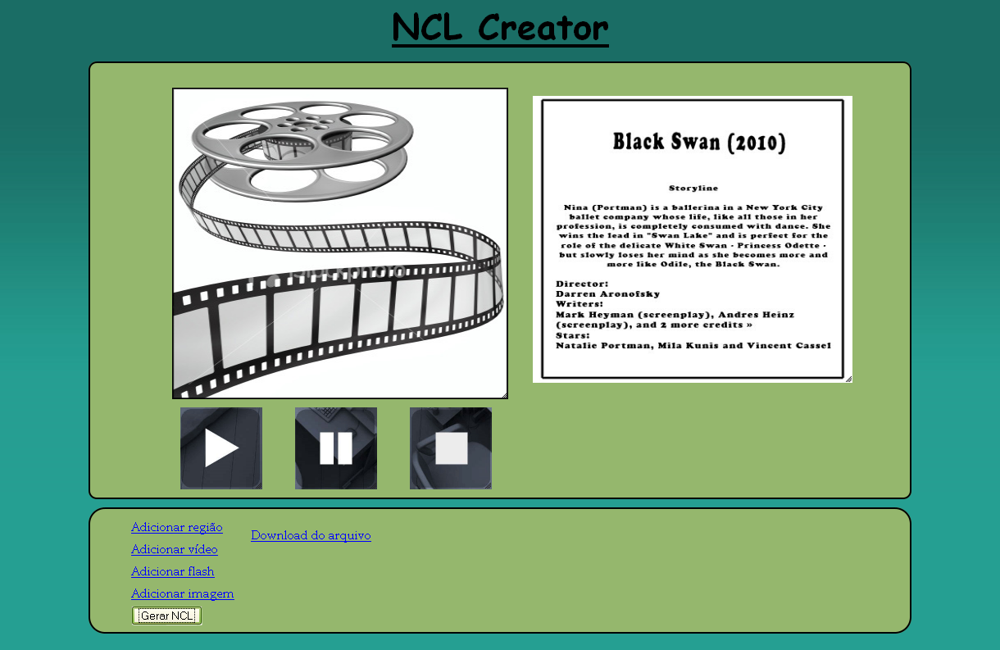 NCL Creator
Black Swan (2010)
Storyline
Nina (Portman) is a ballerina in a New York City
ballet company whose life, like all those in her
profession, is completely consumed with dance. She
wins the lead in "Swan Lake" and is perfect for the
role of the delicate White Swan - Princess Odette -
but slowly loses her mind as she becomes more and
more like Odile, the Black Swan.
Director:
Darren Aronofsky
Writers:
Mark Heyman (screenplay), Andres Heinz
(screenplay), and 2 more credits »
Stars:
Natalie Portman, Mila Kunis and Vincent Cassel
Adicionar região
Adicionar vídeo
Adicionar flash
Adicionar imagem
Gerar NCL
Download do arquivo